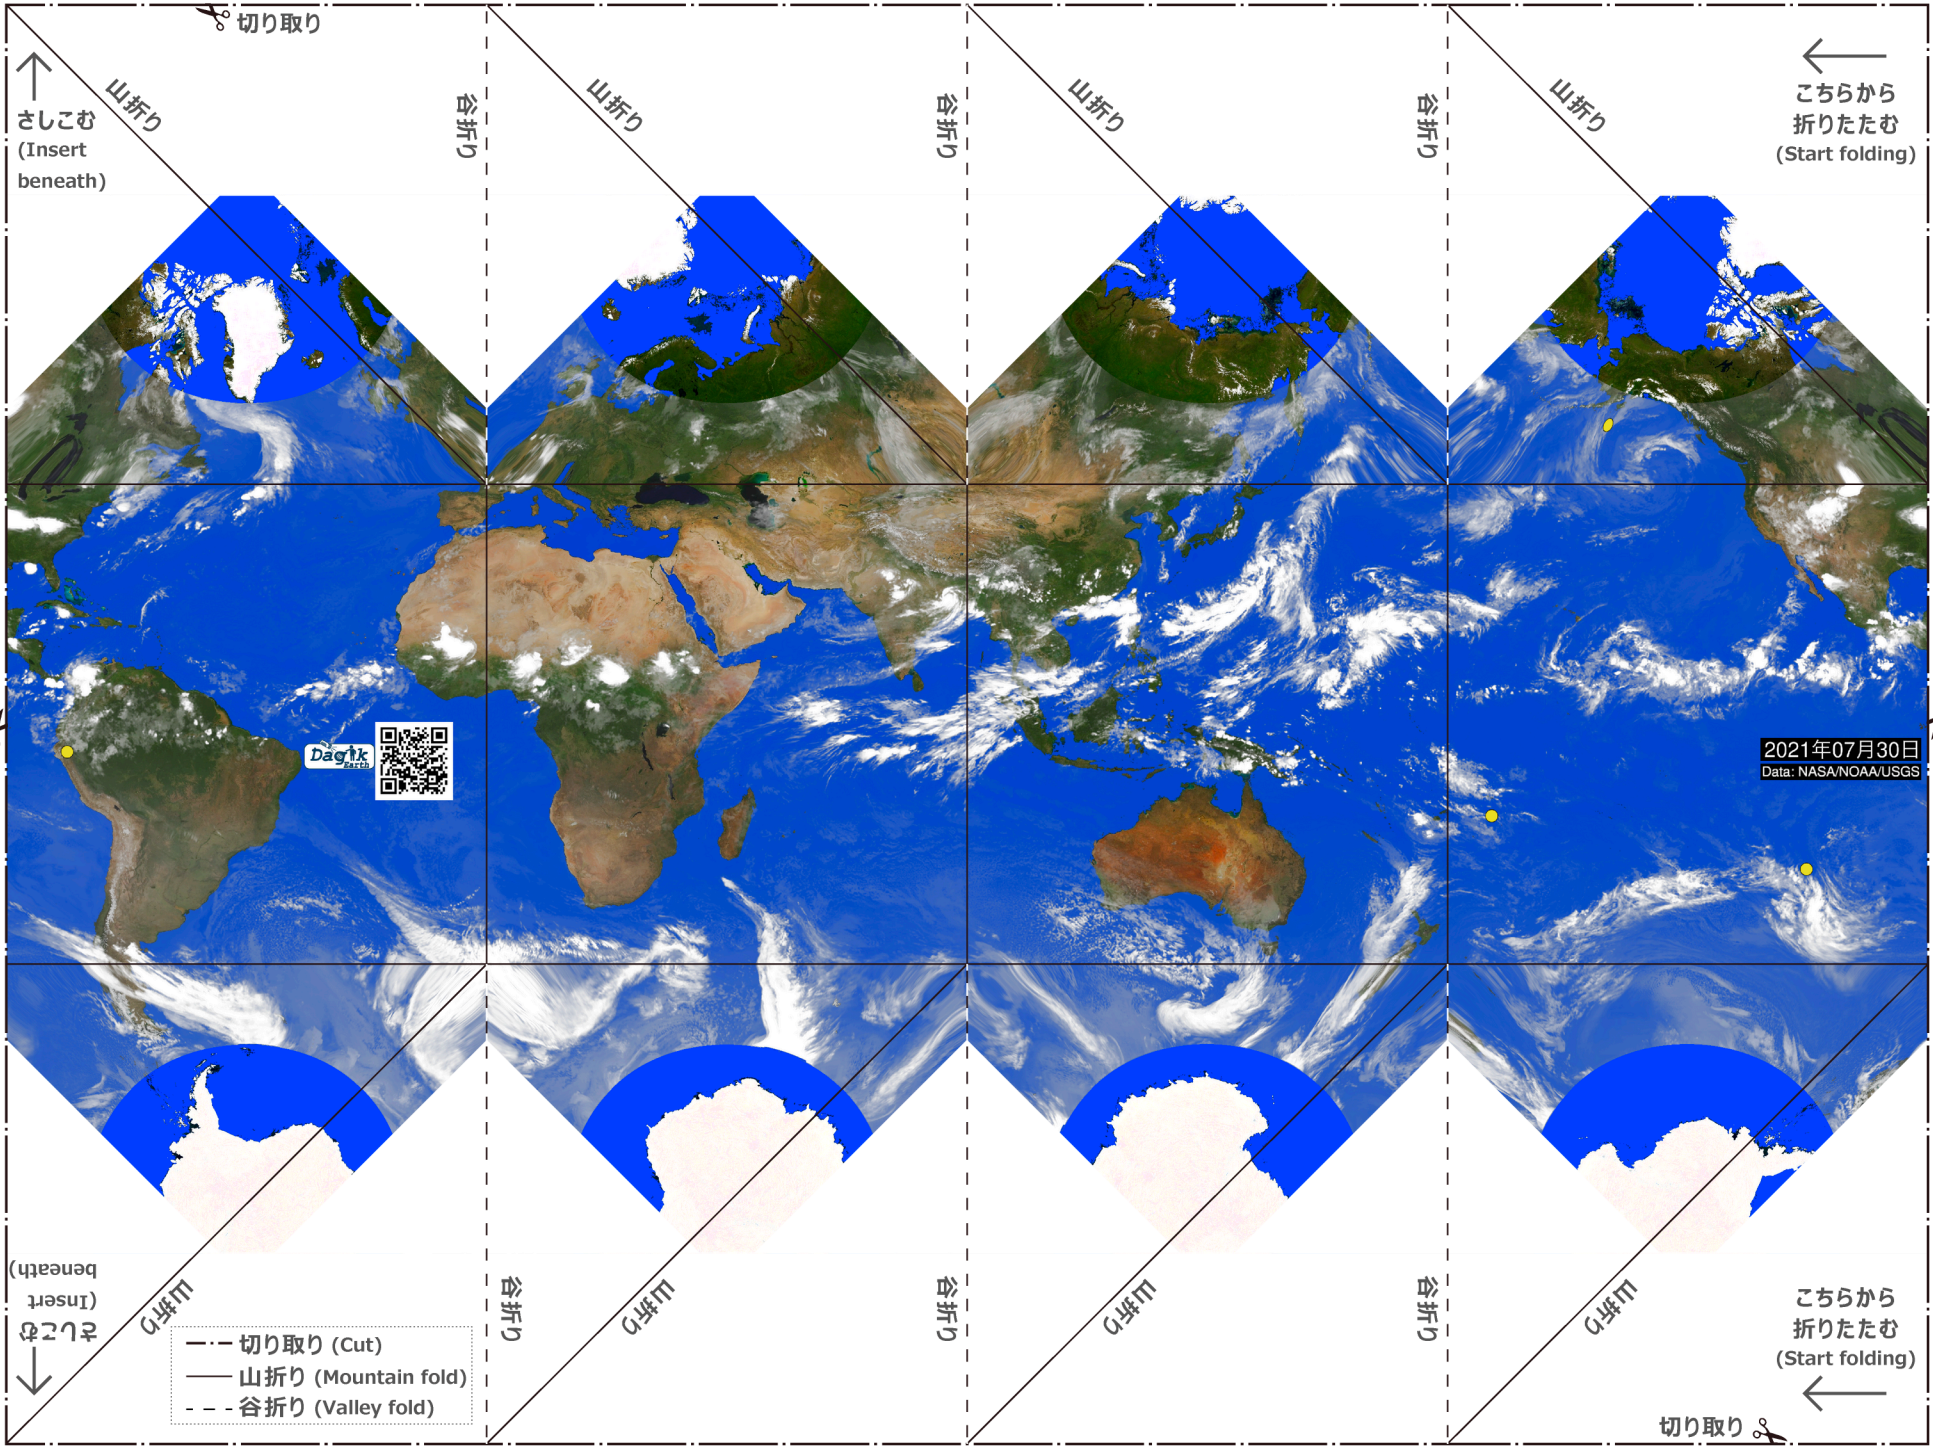 切り取り
山折り
谷折り
山折り
谷折り
山折り
谷折り
山折り
さしこむ
(Insert
beneath)
こちらから
折りたたむ
(Start folding)
Dagik
Earth
2021年07月30日
Data: NASA/NOAA/USGS
さしこむ
(Insert
beneath)
山折り
谷折り
山折り
谷折り
山折り
谷折り
山折り
切り取り (Cut)
山折り (Mountain fold)
谷折り (Valley fold)
こちらから
折りたたむ
(Start folding)
切り取り